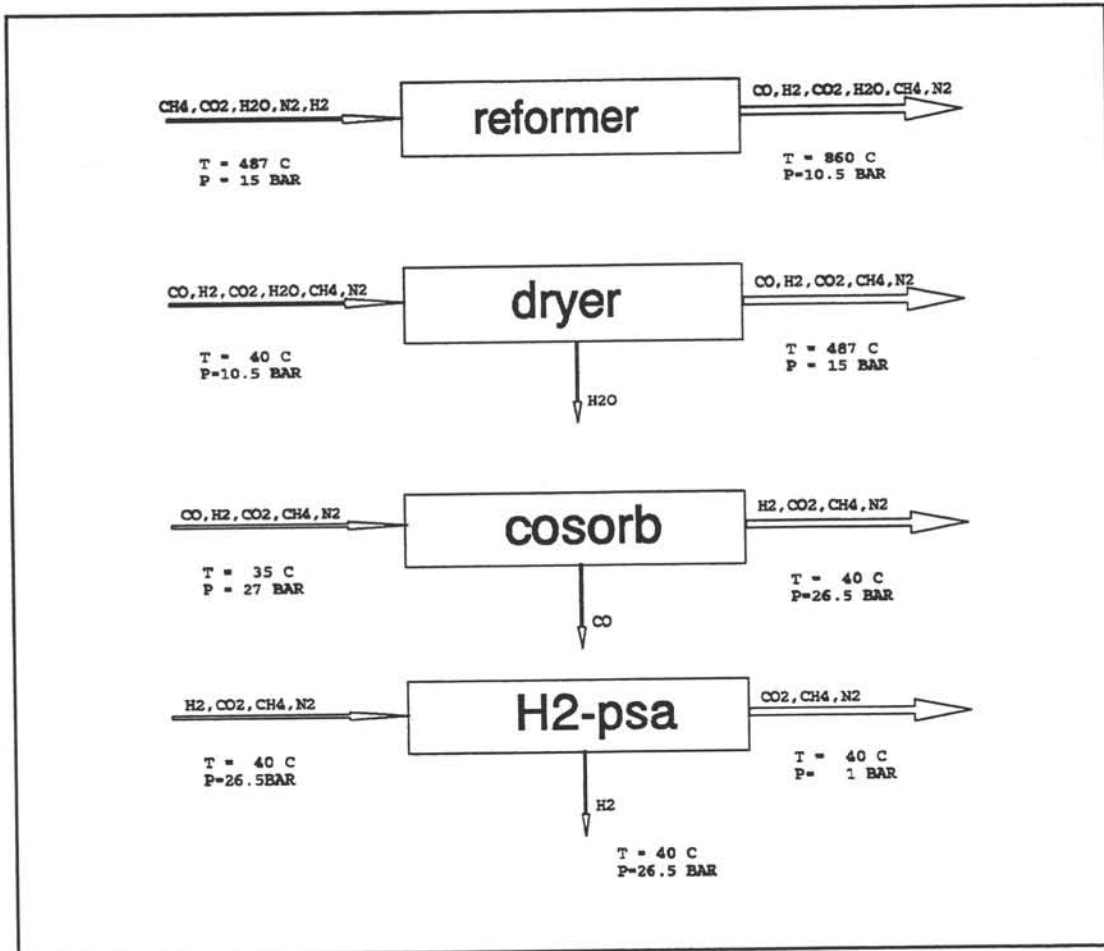 CH4,CO2,H2O,N2,H2
reformer
CO,H2,CO2,H2O,CH4,N2
T = 487 C
P = 15 BAR
T = 860 C
P=10.5 BAR
CO,H2,CO2,H2O,CH4,N2
dryer
CO,H2,CO2,CH4,N2
T = 40 C
P=10.5 BAR
T = 487 C
P = 15 BAR
H2O
CO,H2,CO2,CH4,N2
cosorb
H2,CO2,CH4,N2
T = 35 C
P = 27 BAR
T = 40 C
P=26.5 BAR
CO
H2,CO2,CH4,N2
H2-psa
CO2,CH4,N2
T = 40 C
P=26.5BAR
T = 40 C
P= 1 BAR
H2
T = 40 C
P=26.5 BAR